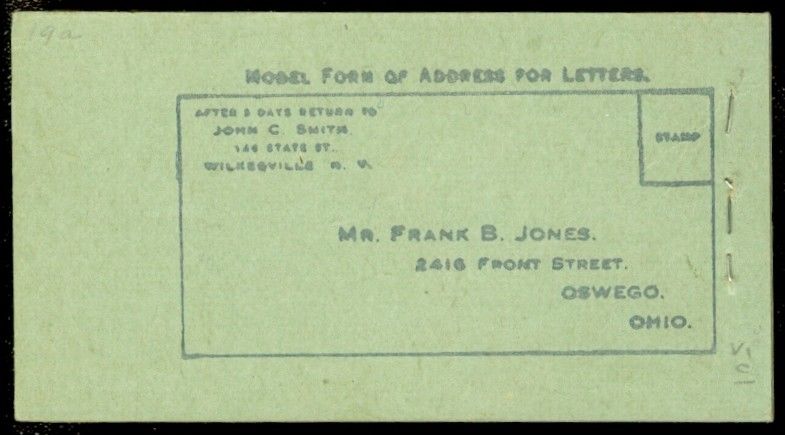 19a
MODEL FORM OF ADDRESS FOR LETTERS.
AFTER 5 DAYS RETURN TO
JOHN C. SMITH
146 STATE ST.
WILKESVILLE N. Y.
STAMP
MR. FRANK B. JONES.
2416 FRONT STREET.
OSWEGO.
OHIO.